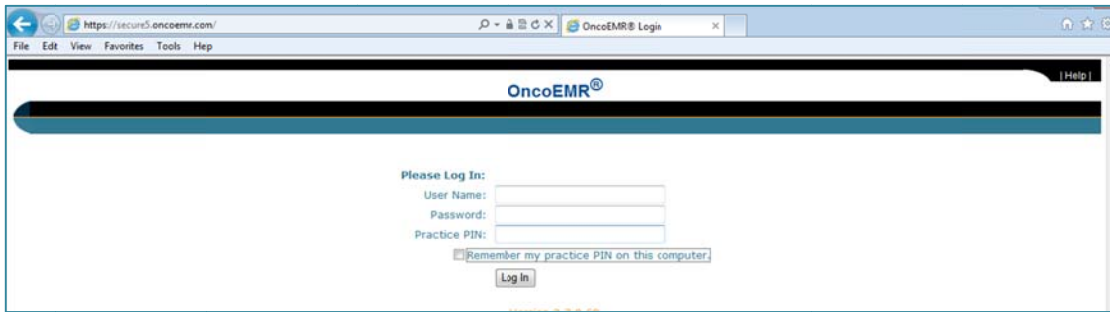 https://secure5.oncoemr.com/
OncoEMR® Login
File Edit View Favorites Tools Help
| Help |
OncoEMR®
Please Log In:
User Name:
Password:
Practice PIN:
Remember my practice PIN on this computer.
Log In